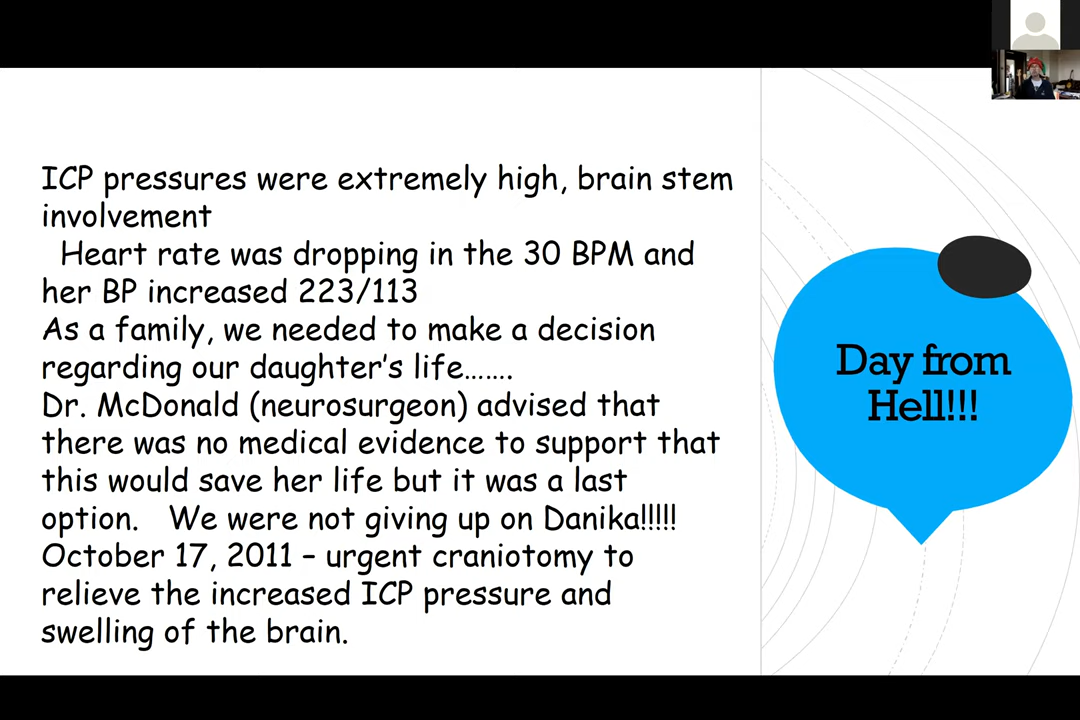 ICP pressures were extremely high, brain stem
involvement
Heart rate was dropping in the 30 BPM and
her BP increased 223/113
As a family, we needed to make a decision
regarding our daughter's life.......
Dr. McDonald (neurosurgeon) advised that
there was no medical evidence to support that
this would save her life but it was a last
option.   We were not giving up on Danika!!!!!
October 17, 2011 – urgent craniotomy to
relieve the increased ICP pressure and
swelling of the brain.
Day from
Hell!!!